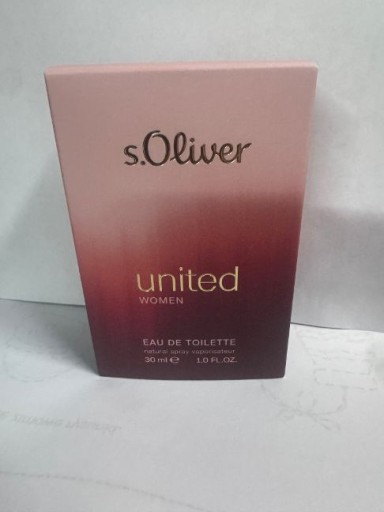 s.Oliver
united
WOMEN
EAU DE TOILETTE
natural spray vaporisateur
30 ml ℮ 1.0 FL.OZ.